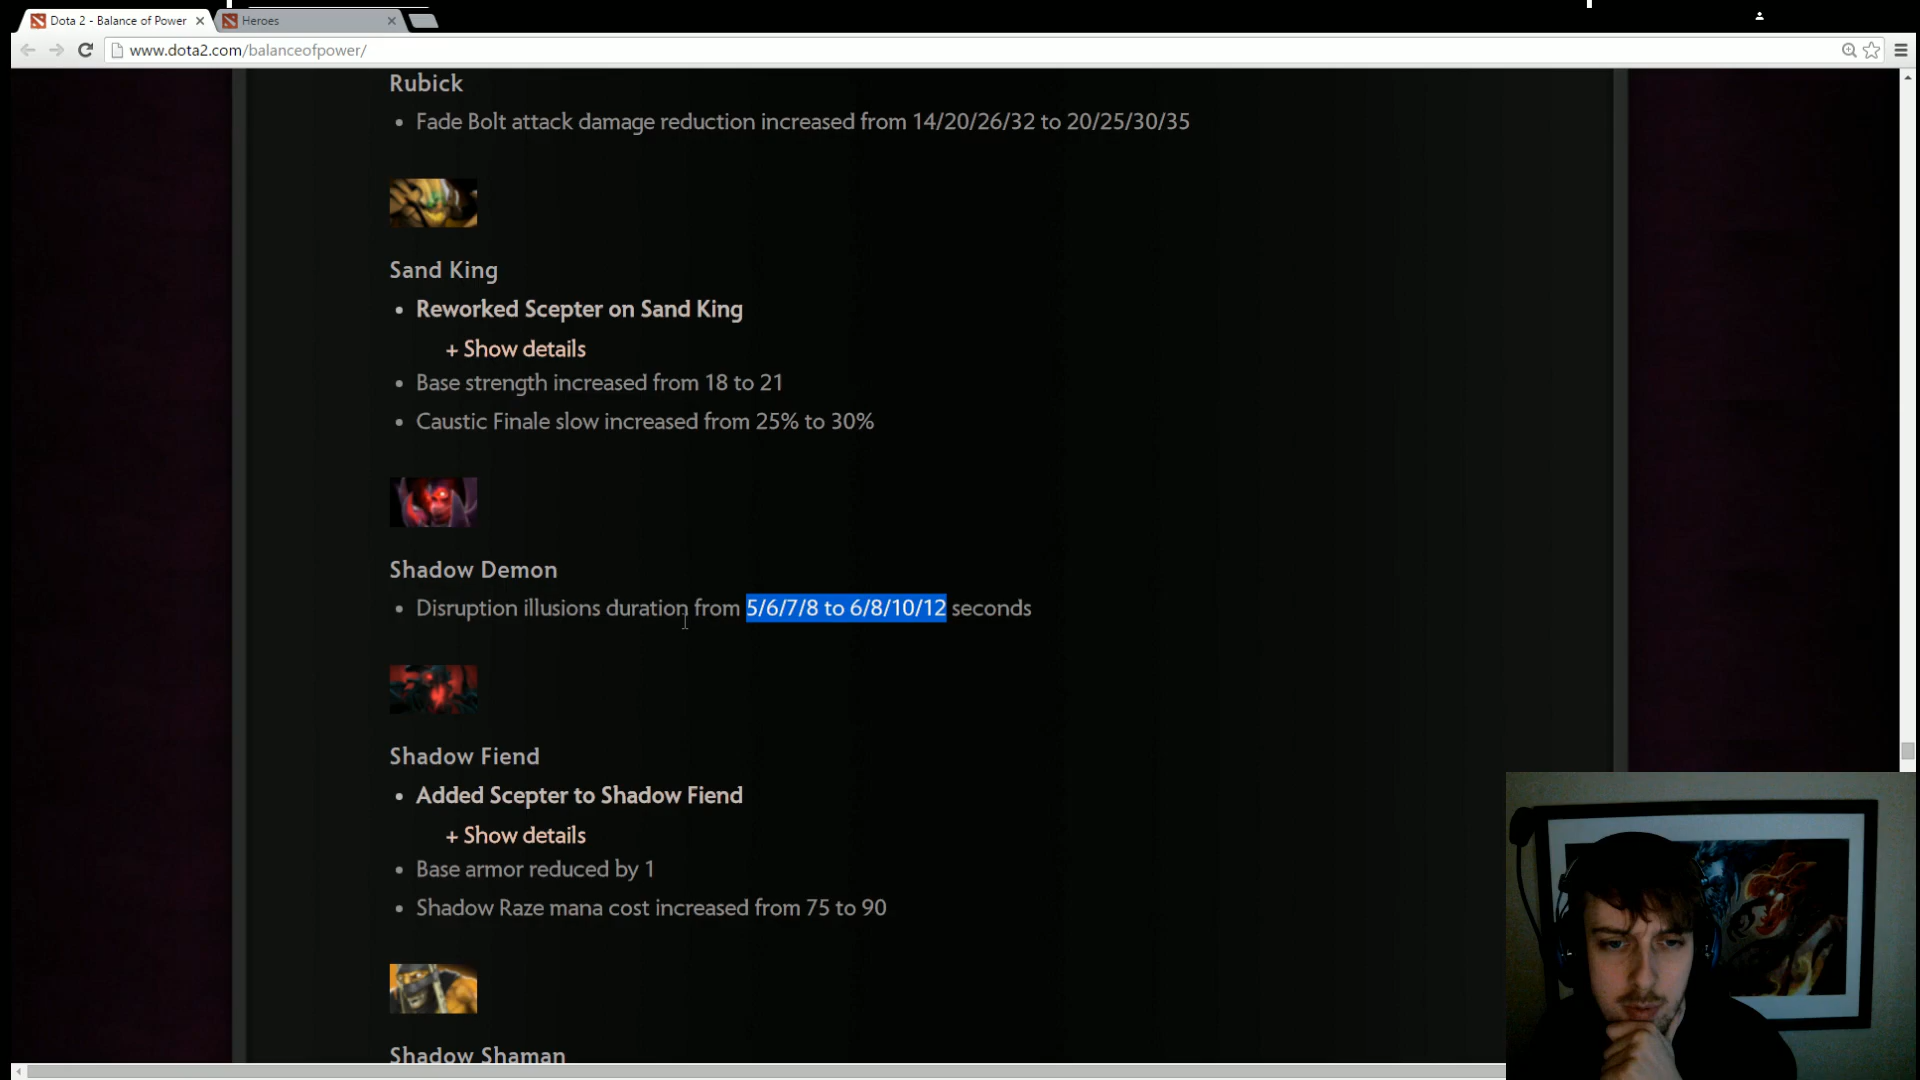 Dota 2 - Balance of Power
Heroes
www.dota2.com/balanceofpower/
Rubick
• Fade Bolt attack damage reduction increased from 14/20/26/32 to 20/25/30/35
Sand King
• Reworked Scepter on Sand King
+ Show details
• Base strength increased from 18 to 21
• Caustic Finale slow increased from 25% to 30%
Shadow Demon
• Disruption illusions duration from 5/6/7/8 to 6/8/10/12 seconds
Shadow Fiend
• Added Scepter to Shadow Fiend
+ Show details
• Base armor reduced by 1
• Shadow Raze mana cost increased from 75 to 90
Shadow Shaman